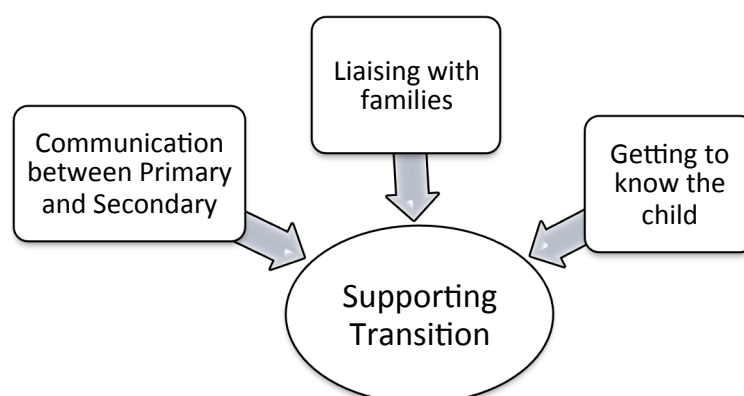 Liaising with
families
Communication
between Primary
and Secondary
Getting to
know the
child
Supporting
Transition